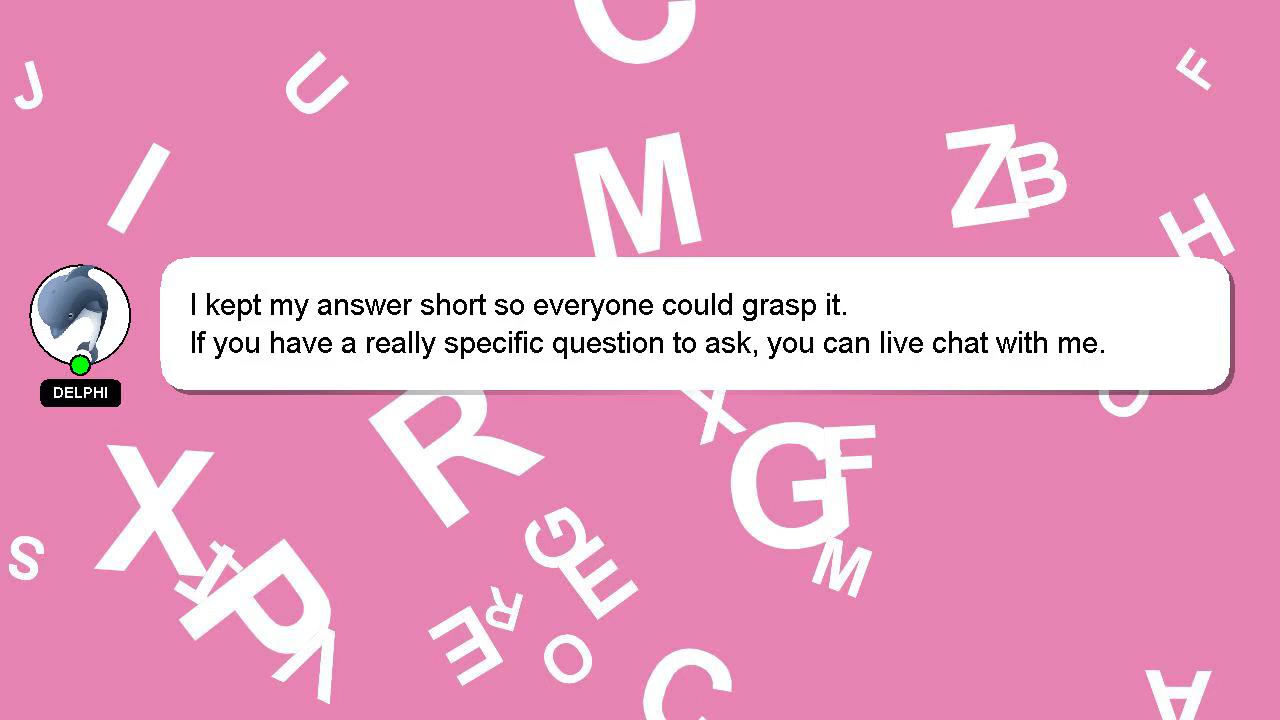 C
J
U
F
I
M
Z
B
H
I kept my answer short so everyone could grasp it.
If you have a really specific question to ask, you can live chat with me.
DELPHI
R
X
G
F
X
S
P
V
G
E
R
E
O
M
C
A